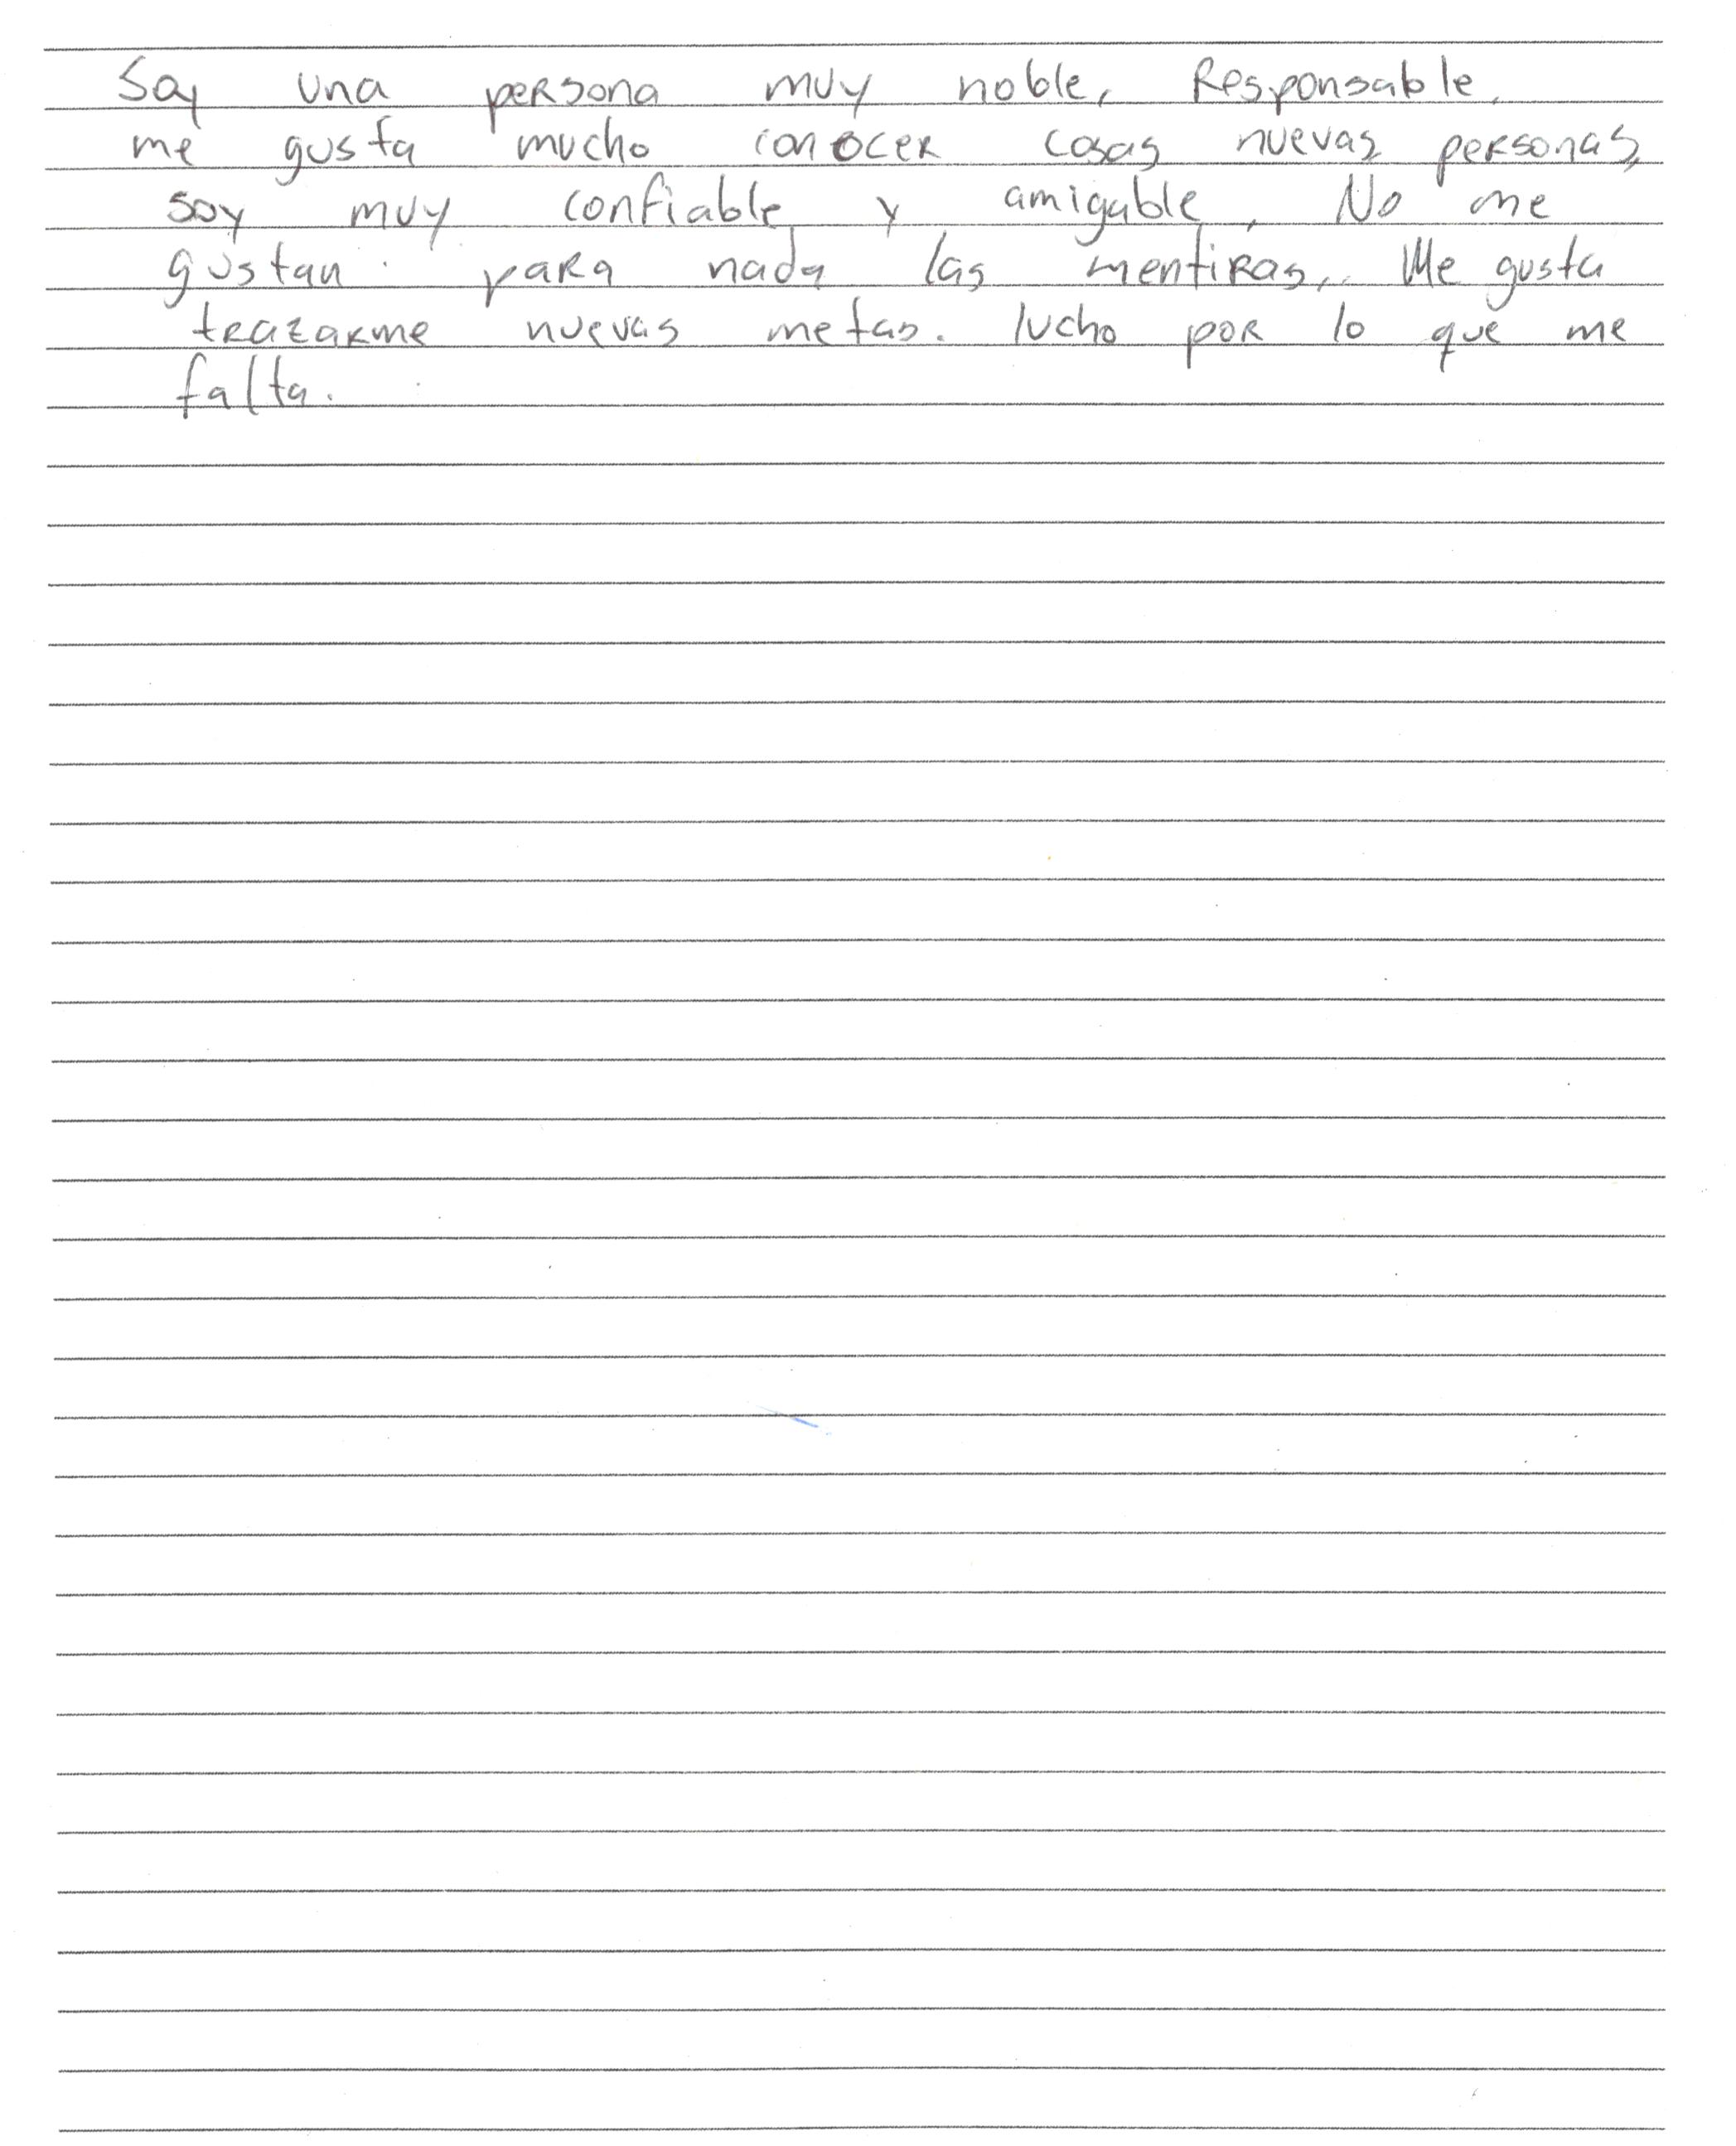 Soy una persona muy noble, Responsable,
me gusta mucho conocer cosas nuevas, personas,
soy muy confiable y amigable, No me
gustan para nada las mentiras,. Me gusta
trazarme nuevas metas. lucho por lo que me
falta.